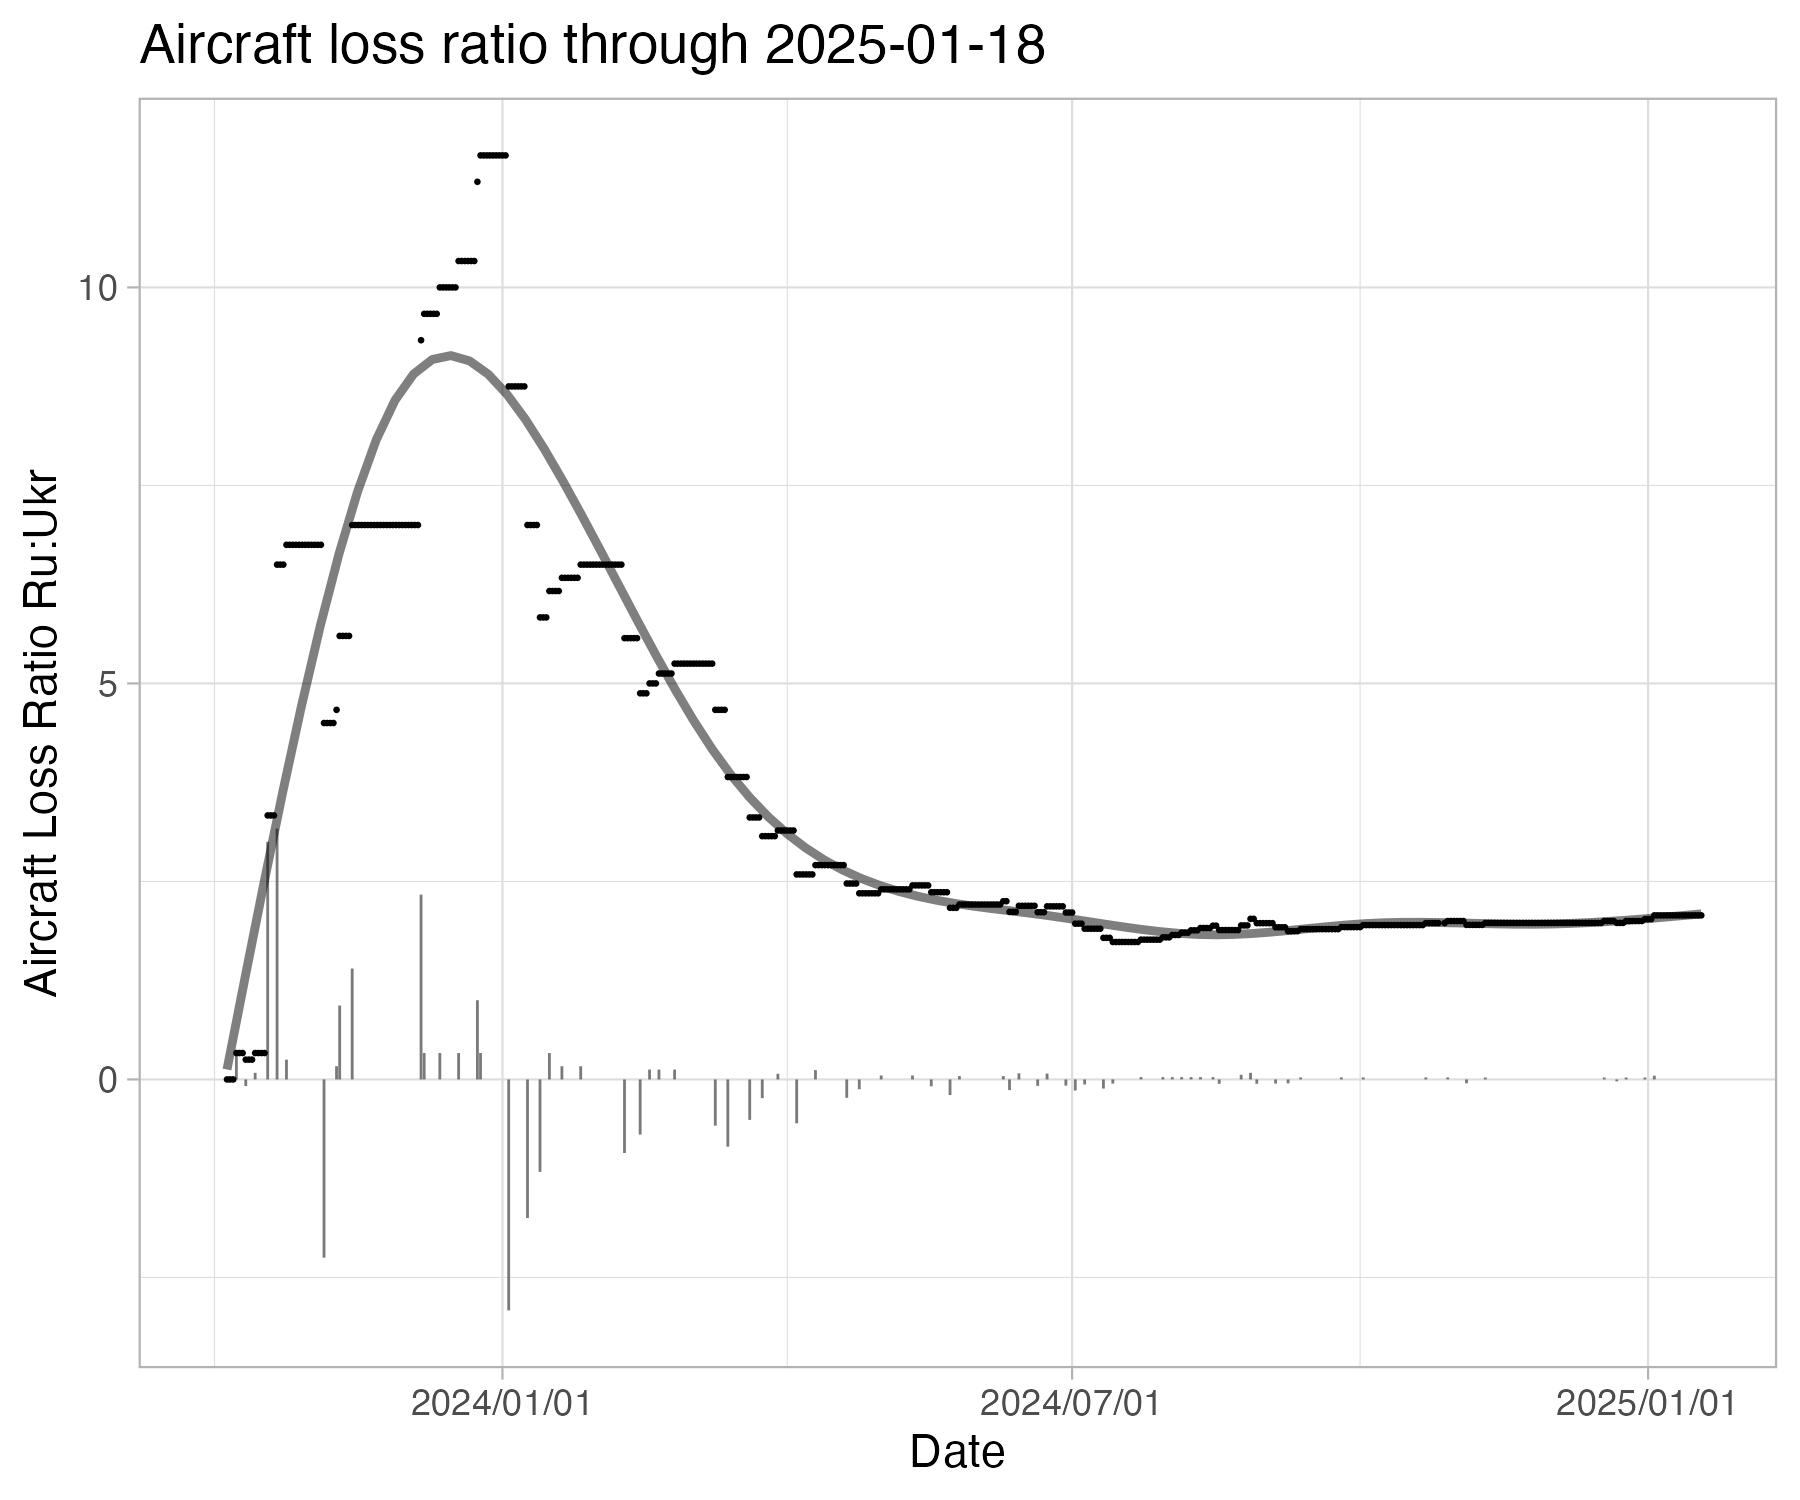 Aircraft loss ratio through 2025-01-18
Aircraft Loss Ratio Ru:Ukr
10
5
0
2024/01/01
2024/07/01
2025/01/01
Date